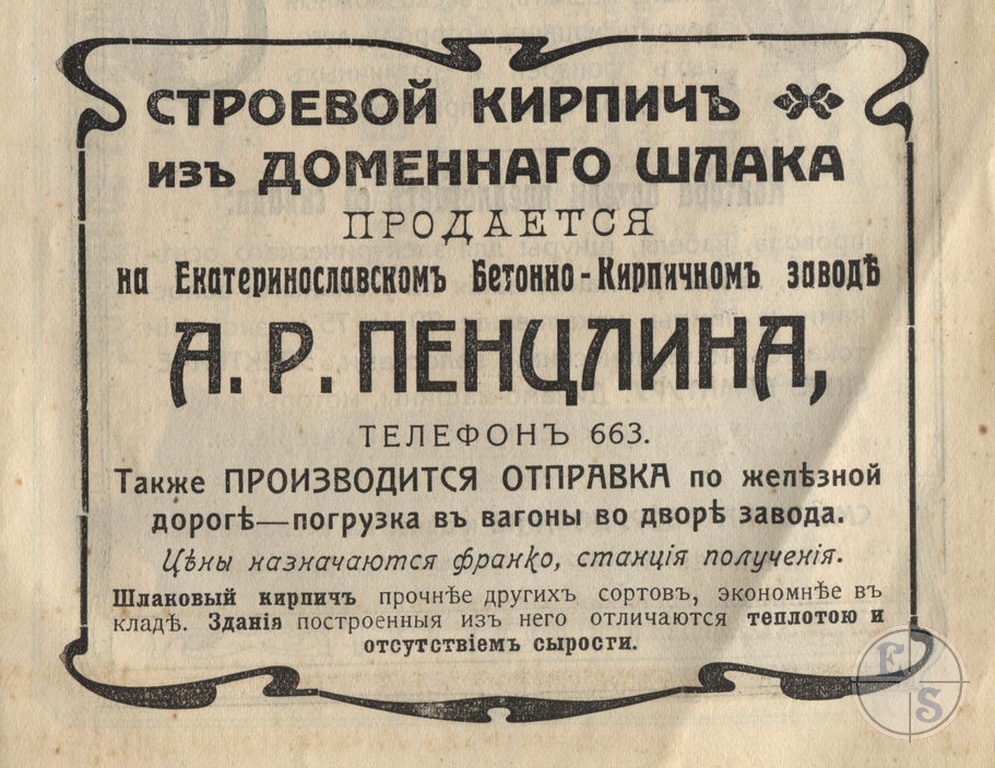 СТРОЕВОЙ КИРПИЧЪ
изъ ДОМЕННАГО ШЛАКА
ПРОДАЕТСЯ
на Екатеринославскомъ Бетонно-Кирпичномъ заводѣ
А. Р. ПЕНЦЛИНА,
ТЕЛЕФОНЪ 663.
Также ПРОИЗВОДИТСЯ ОТПРАВКА по желѣзной
дорогѣ—погрузка въ вагоны во дворѣ завода.
Цѣны назначаются франко, станція полученія.
Шлаковый кирпичъ прочнѣе другихъ сортовъ, экономнѣе въ
кладѣ. Зданія построенныя изъ него отличаются теплотою и
отсутствіемъ сырости.
E
S